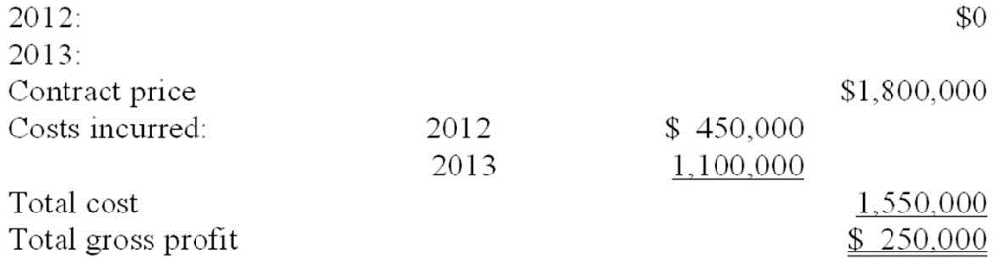 2012: $0
2013:
Contract price $1,800,000
Costs incurred: 2012 $ 450,000
2013 1,100,000
Total cost 1,550,000
Total gross profit $ 250,000